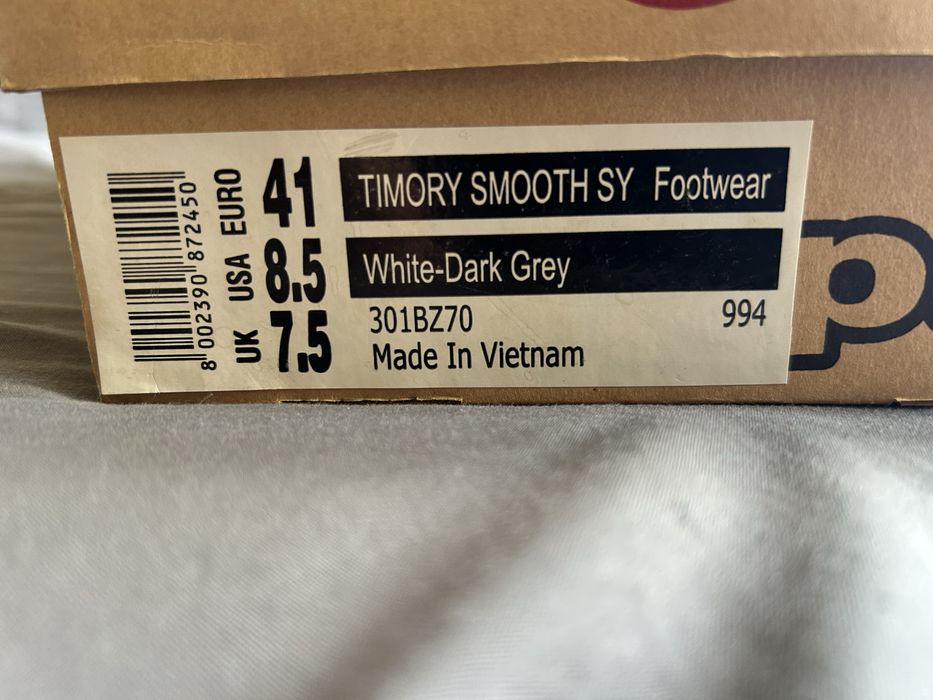 8 002390 872450
EURO 41
USA 8.5
UK 7.5
TIMORY SMOOTH SY Footwear
White-Dark Grey
301BZ70 994
Made In Vietnam